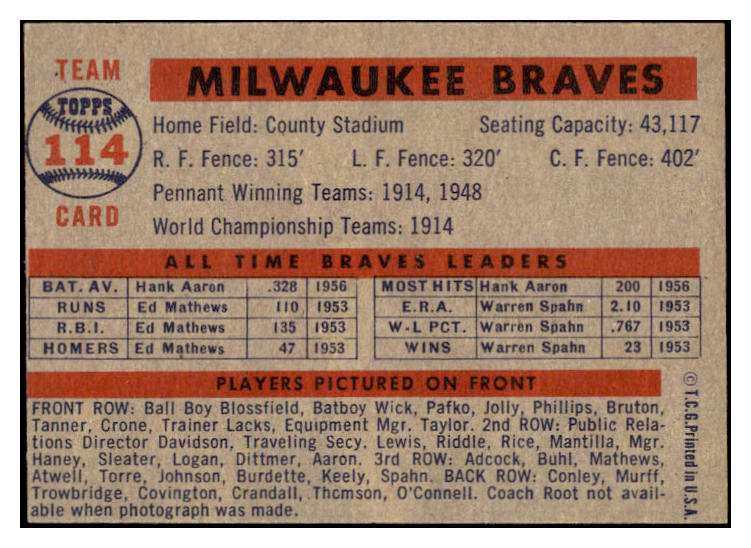 TEAM
TOPPS
114
CARD
MILWAUKEE BRAVES
Home Field: County Stadium Seating Capacity: 43,117
R. F. Fence: 315' L. F. Fence: 320' C. F. Fence: 402'
Pennant Winning Teams: 1914, 1948
World Championship Teams: 1914
ALL TIME BRAVES LEADERS
BAT. AV. Hank Aaron .328 1956 MOST HITS Hank Aaron 200 1956
RUNS Ed Mathews 110 1953 E.R.A. Warren Spahn 2.10 1953
R.B.I. Ed Mathews 135 1953 W-L PCT. Warren Spahn .767 1953
HOMERS Ed Mathews 47 1953 WINS Warren Spahn 23 1953
PLAYERS PICTURED ON FRONT
FRONT ROW: Ball Boy Blossfield, Batboy Wick, Pafko, Jolly, Phillips, Bruton,
Tanner, Crone, Trainer Lacks, Equipment Mgr. Taylor. 2nd ROW: Public Rela-
tions Director Davidson, Traveling Secy. Lewis, Riddle, Rice, Mantilla, Mgr.
Haney, Sleater, Logan, Dittmer, Aaron. 3rd ROW: Adcock, Buhl, Mathews,
Atwell, Torre, Johnson, Burdette, Keely, Spahn. BACK ROW: Conley, Murff,
Trowbridge, Covington, Crandall, Thomson, O'Connell. Coach Root not avail-
able when photograph was made.
© T.C.G. Printed in U.S.A.